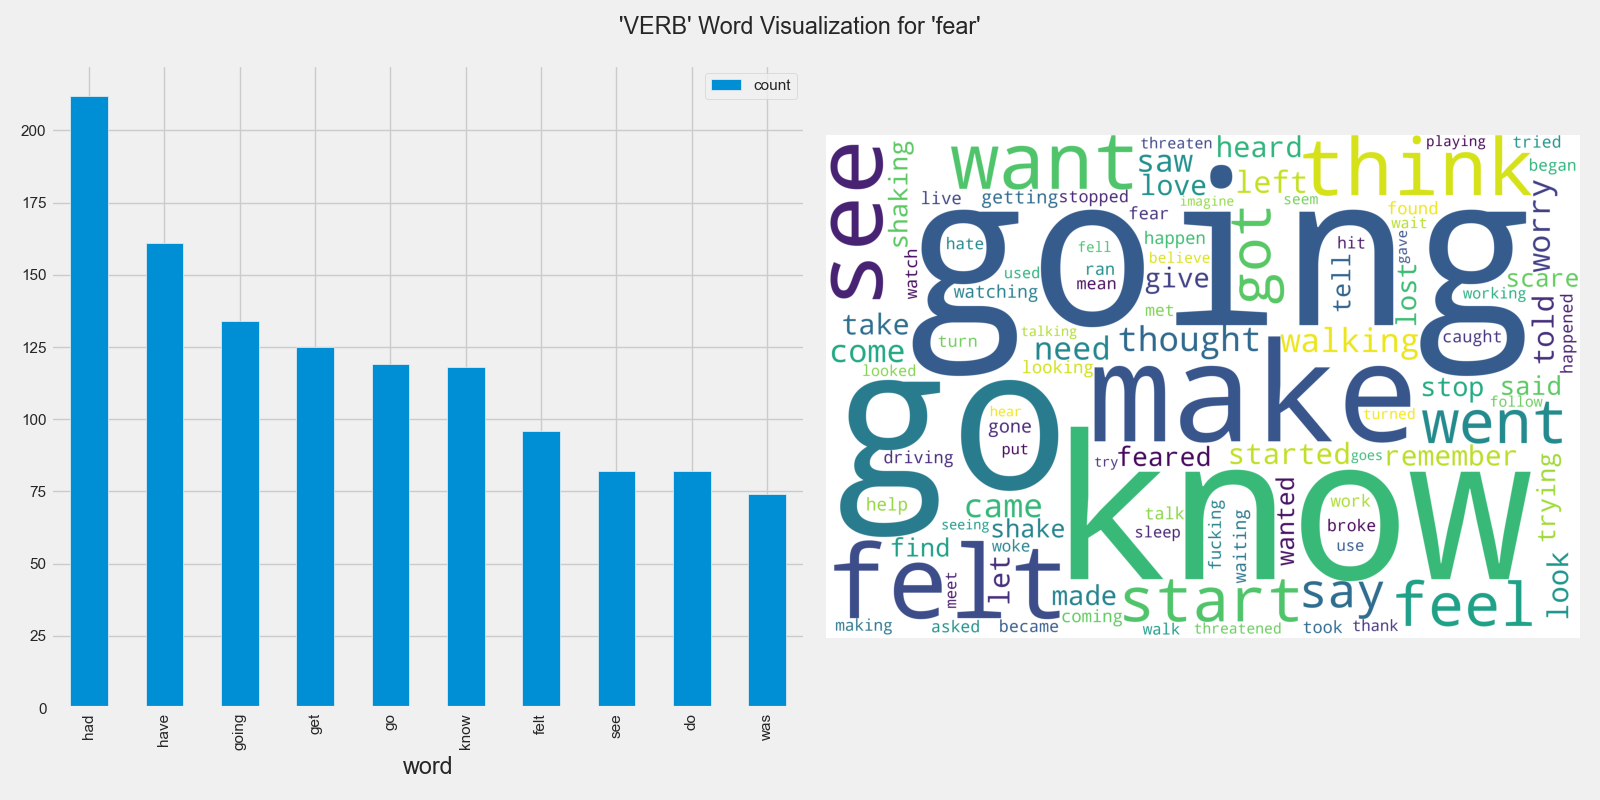 'VERB' Word Visualization for 'fear'
count
200
175
150
125
100
75
50
25
0
had
have
going
get
go
know
felt
see
do
was
word
see
shaking
want
threaten
saw
heard
love
left
think
playing
tried
began
live
getting
stopped
fear
imagine
seem
found
wait
worry
going
hate
watch
watching
used
fell
ran
mean
happen
believe
give
got
hit
tell
gave
lost
scare
working
met
take
come
turn
talking
looked
looking
need
thought
walking
caught
told
happened
go
make
stop
said
follow
turned
went
hear
gone
put
driving
try
feared
started
goes
remember
know
help
came
seeing
shake
find
woke
talk
sleep
fucking
waiting
wanted
work
broke
use
trying
felt
meet
let
made
start
say
feel
look
making
asked
became
coming
walk
threatened
took
thank